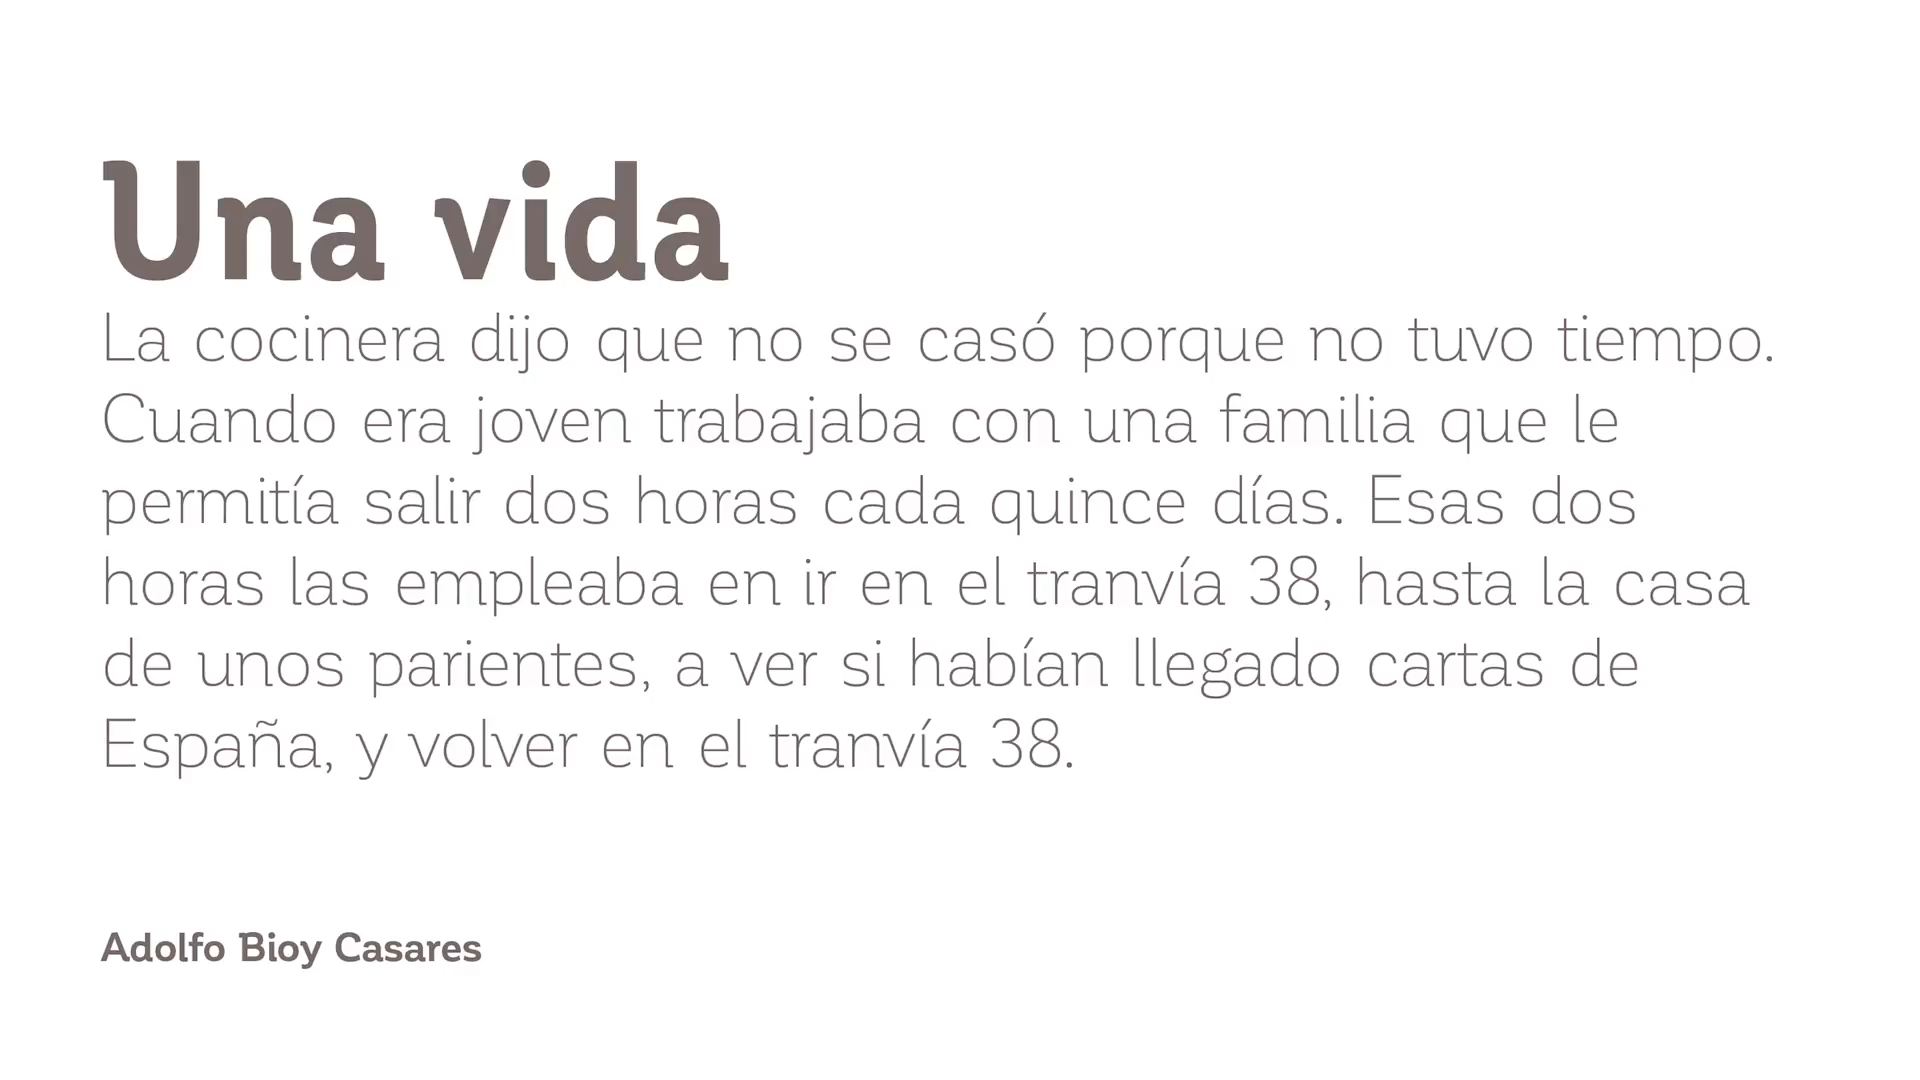 Una vida
La cocinera dijo que no se casó porque no tuvo tiempo.
Cuando era joven trabajaba con una familia que le
permitía salir dos horas cada quince días. Esas dos
horas las empleaba en ir en el tranvía 38, hasta la casa
de unos parientes, a ver si habían llegado cartas de
España, y volver en el tranvía 38.
Adolfo Bioy Casares